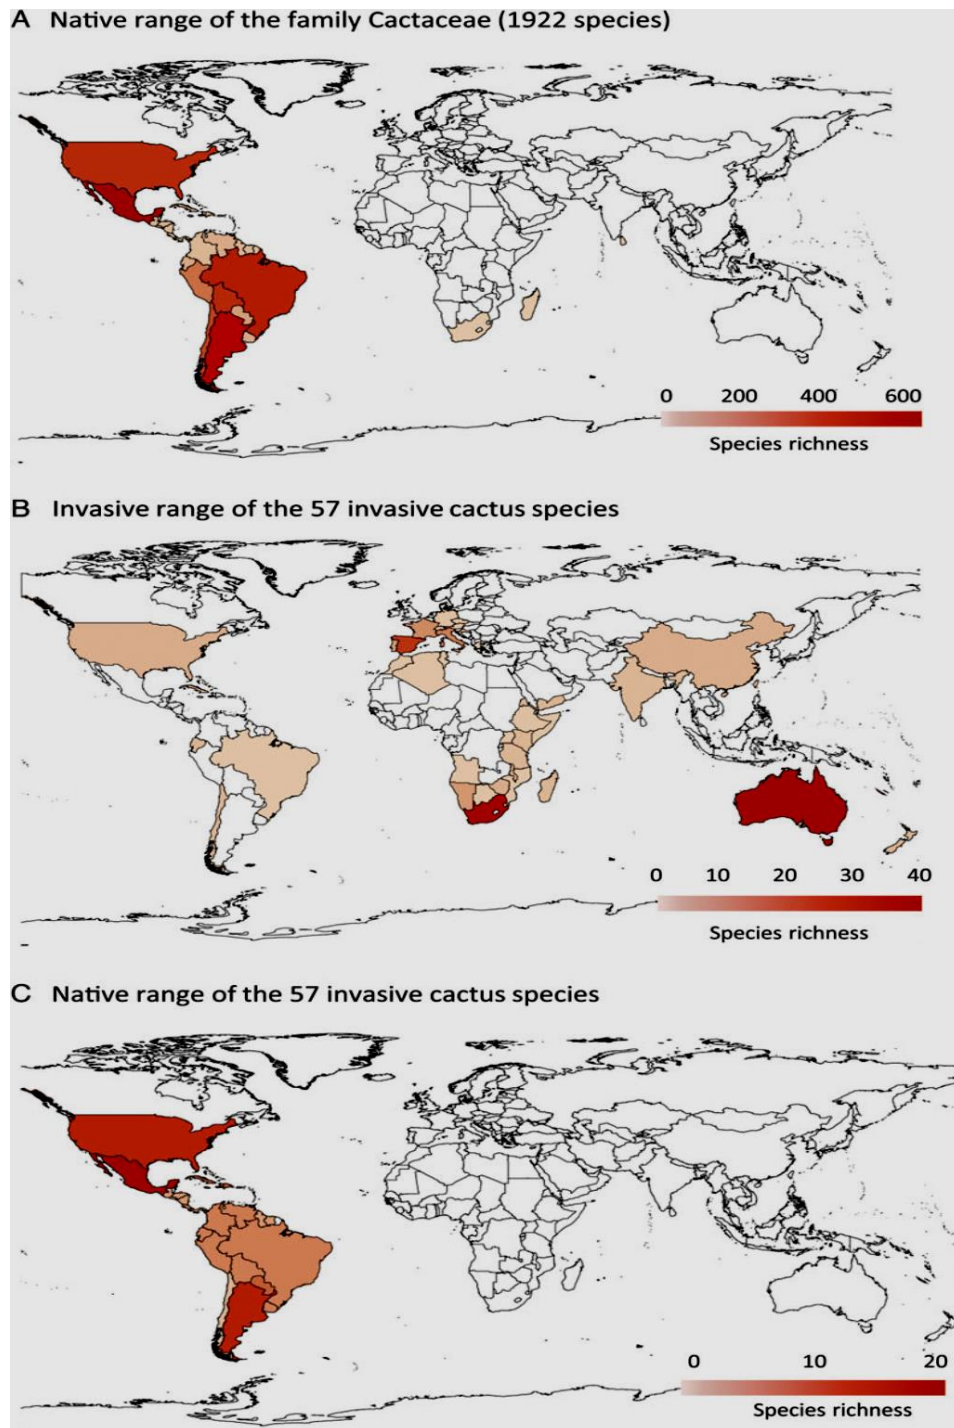 A Native range of the family Cactaceae (1922 species)
0 200 400 600
Species richness
B Invasive range of the 57 invasive cactus species
0 10 20 30 40
Species richness
C Native range of the 57 invasive cactus species
0 10 20
Species richness